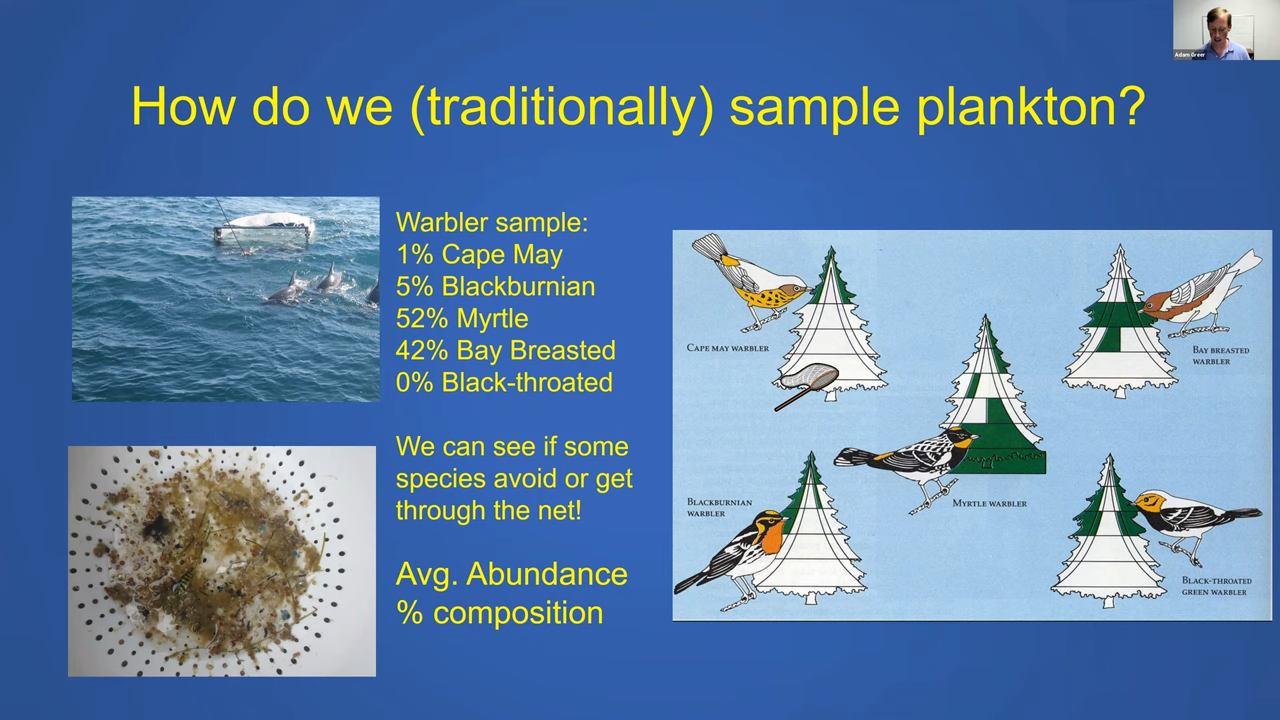 Adam Greer
How do we (traditionally) sample plankton?
Warbler sample:
1% Cape May
5% Blackburnian
52% Myrtle
42% Bay Breasted
0% Black-throated
We can see if some
species avoid or get
through the net!
Avg. Abundance
% composition
CAPE MAY WARBLER
BAY BREASTED
WARBLER
BLACKBURNIAN
WARBLER
MYRTLE WARBLER
BLACK-THROATED
GREEN WARBLER